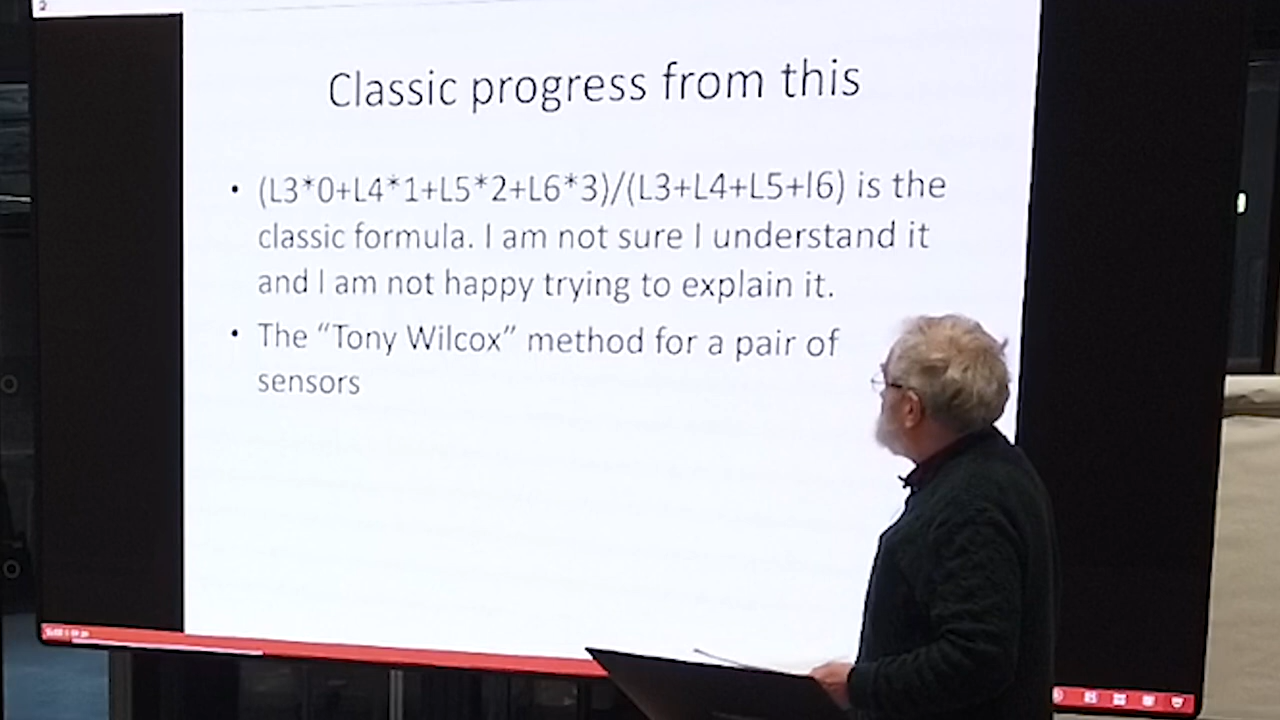 Classic progress from this
• (L3*0+L4*1+L5*2+L6*3)/(L3+L4+L5+l6) is the
classic formula. I am not sure I understand it
and I am not happy trying to explain it.
• The “Tony Wilcox” method for a pair of
sensors